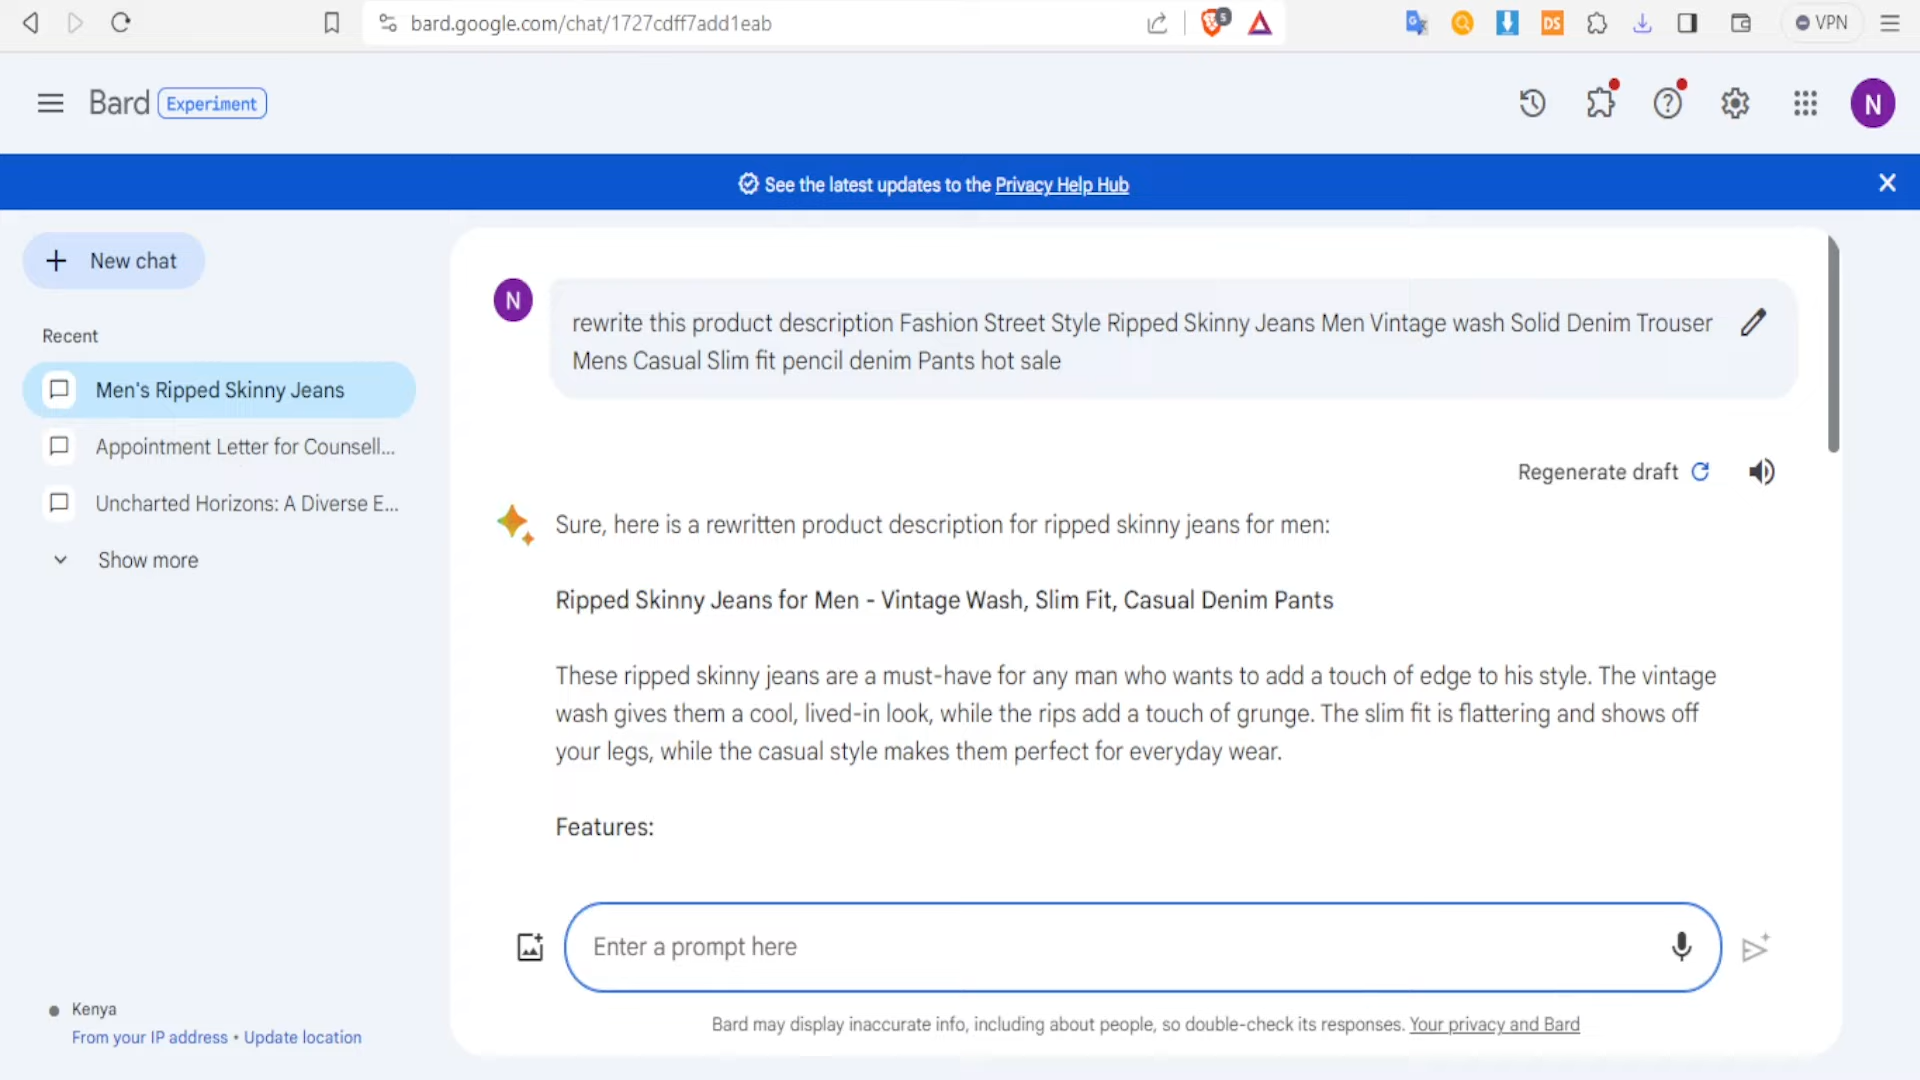 bard.google.com/chat/1727cdff7add1eab
5
DS
VPN
Bard Experiment
N
See the latest updates to the Privacy Help Hub
New chat
Recent
Men's Ripped Skinny Jeans
Appointment Letter for Counsell...
Uncharted Horizons: A Diverse E...
Show more
N
rewrite this product description Fashion Street Style Ripped Skinny Jeans Men Vintage wash Solid Denim Trouser
Mens Casual Slim fit pencil denim Pants hot sale
Regenerate draft
Sure, here is a rewritten product description for ripped skinny jeans for men:
Ripped Skinny Jeans for Men - Vintage Wash, Slim Fit, Casual Denim Pants
These ripped skinny jeans are a must-have for any man who wants to add a touch of edge to his style. The vintage
wash gives them a cool, lived-in look, while the rips add a touch of grunge. The slim fit is flattering and shows off
your legs, while the casual style makes them perfect for everyday wear.
Features:
Enter a prompt here
Kenya
From your IP address • Update location
Bard may display inaccurate info, including about people, so double-check its responses. Your privacy and Bard